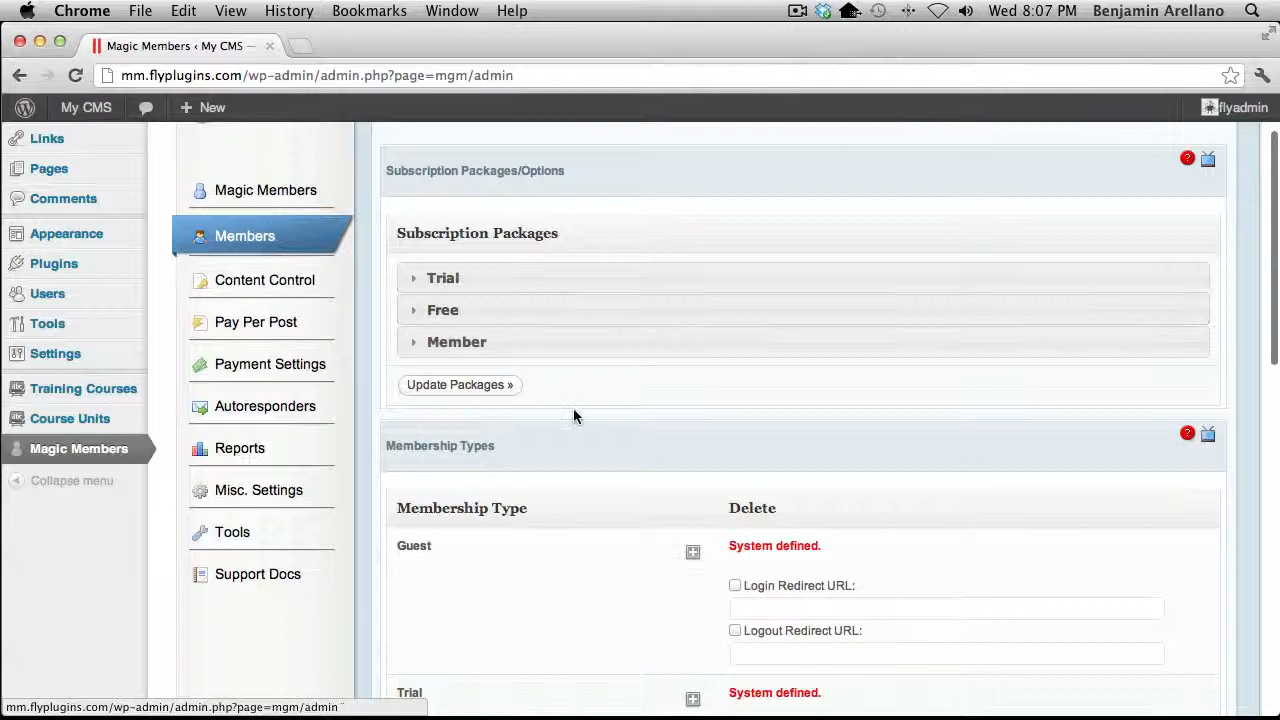 Chrome File Edit View History Bookmarks Window Help Wed 8:07 PM Benjamin Arellano
Magic Members ‹ My CMS —
mm.flyplugins.com/wp-admin/admin.php?page=mgm/admin
My CMS + New flyadmin
Links
Pages
Comments
Appearance
Plugins
Users
Tools
Settings
Training Courses
Course Units
Magic Members
Collapse menu
Magic Members
Members
Content Control
Pay Per Post
Payment Settings
Autoresponders
Reports
Misc. Settings
Tools
Support Docs
Subscription Packages/Options ?
Subscription Packages
Trial
Free
Member
Update Packages »
Membership Types ?
Membership Type Delete
Guest System defined.
Login Redirect URL:
Logout Redirect URL:
Trial System defined.
mm.flyplugins.com/wp-admin/admin.php?page=mgm/admin